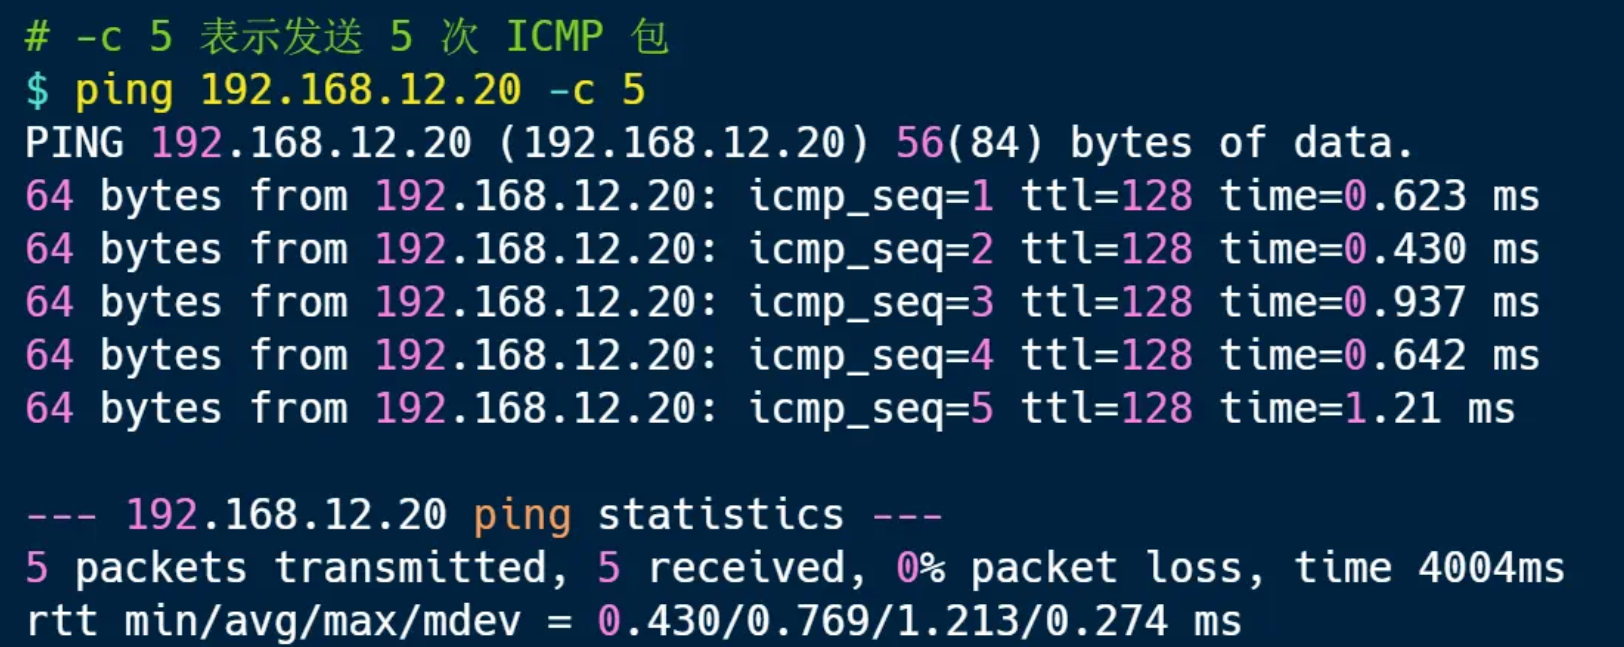 # -c 5 表示发送 5 次 ICMP 包
$ ping 192.168.12.20 -c 5
PING 192.168.12.20 (192.168.12.20) 56(84) bytes of data.
64 bytes from 192.168.12.20: icmp_seq=1 ttl=128 time=0.623 ms
64 bytes from 192.168.12.20: icmp_seq=2 ttl=128 time=0.430 ms
64 bytes from 192.168.12.20: icmp_seq=3 ttl=128 time=0.937 ms
64 bytes from 192.168.12.20: icmp_seq=4 ttl=128 time=0.642 ms
64 bytes from 192.168.12.20: icmp_seq=5 ttl=128 time=1.21 ms
--- 192.168.12.20 ping statistics ---
5 packets transmitted, 5 received, 0% packet loss, time 4004ms
rtt min/avg/max/mdev = 0.430/0.769/1.213/0.274 ms